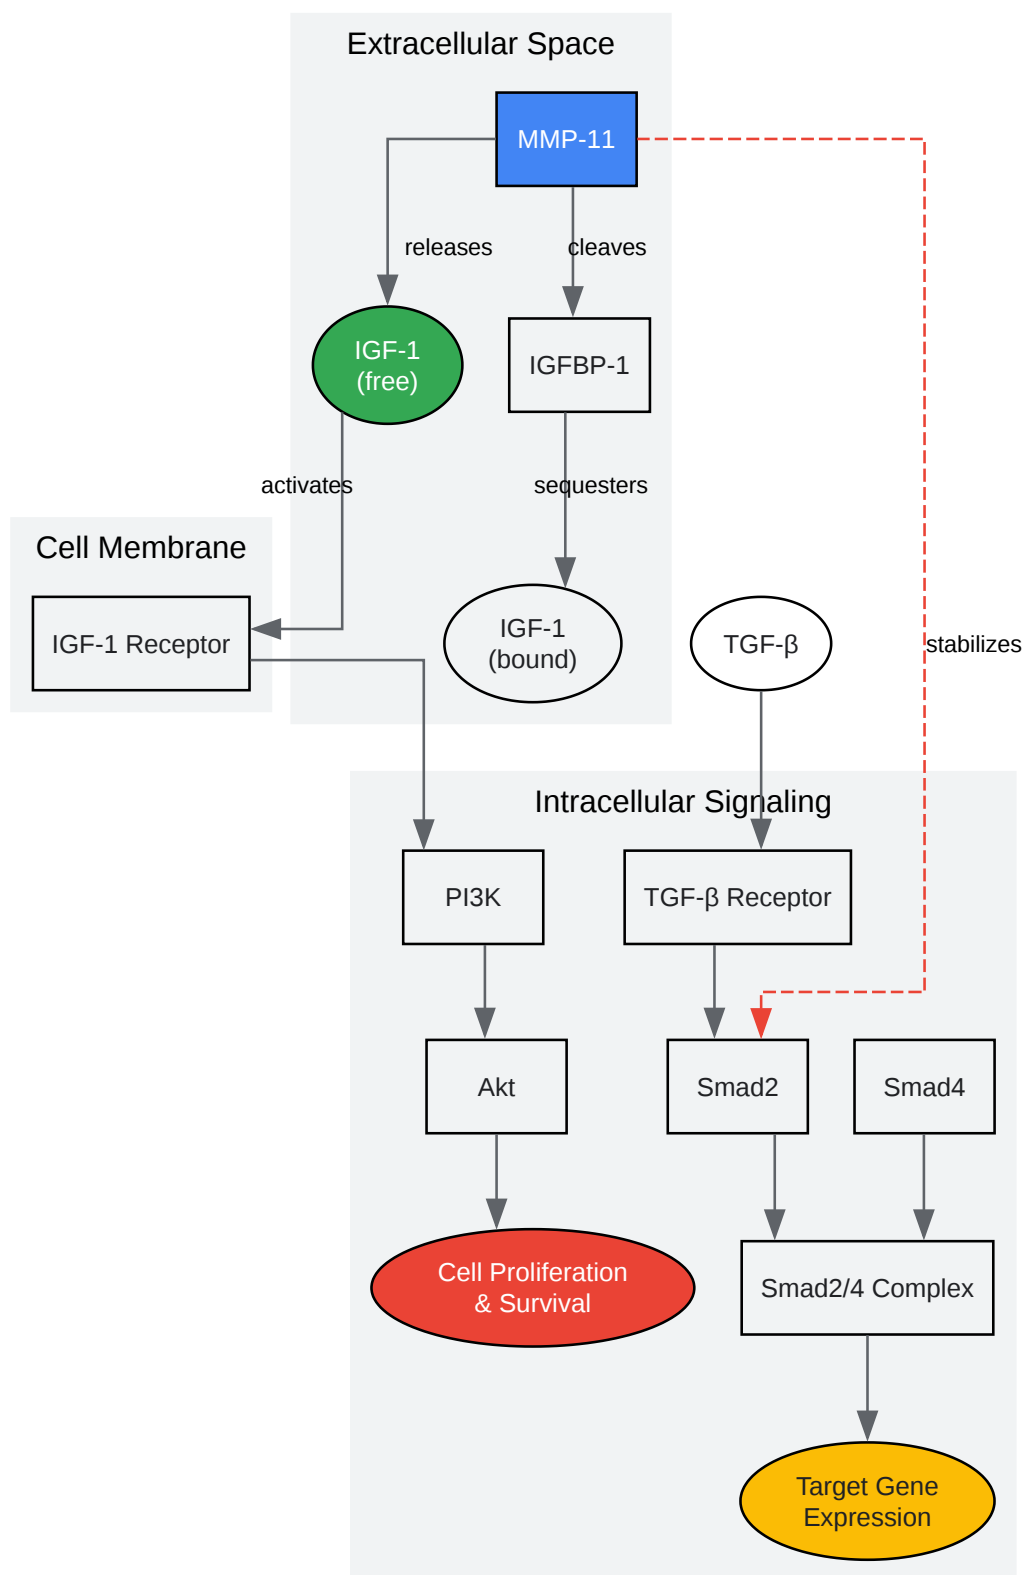 Extracellular Space
MMP-11
releases
cleaves
IGF-1
(free)
IGFBP-1
activates
sequesters
Cell Membrane
IGF-1 Receptor
IGF-1
(bound)
TGF-β
stabilizes
Intracellular Signaling
PI3K
TGF-β Receptor
Akt
Smad2
Smad4
Cell Proliferation
& Survival
Smad2/4 Complex
Target Gene
Expression